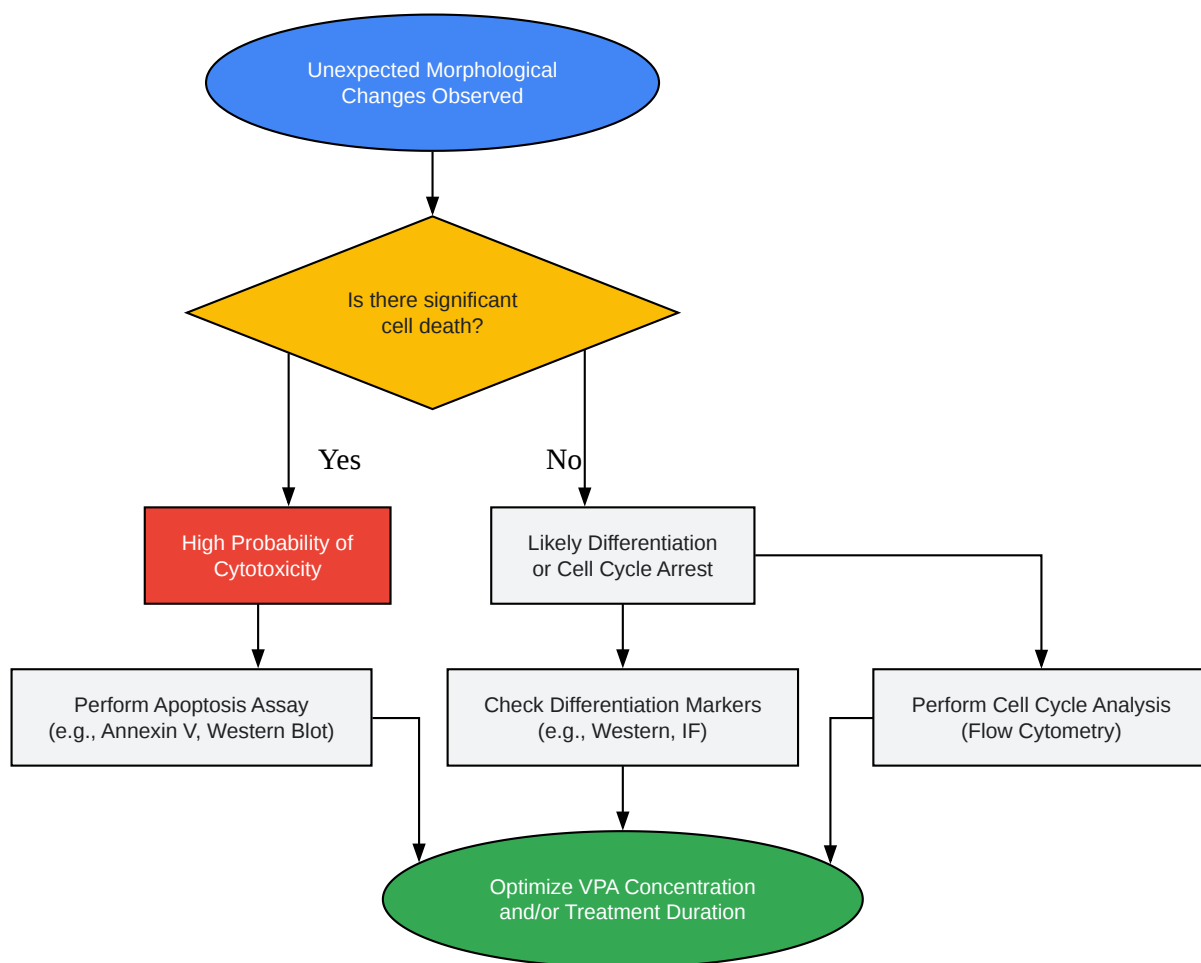 Unexpected Morphological
Changes Observed
Is there significant
cell death?
Yes
No
High Probability of
Cytotoxicity
Likely Differentiation
or Cell Cycle Arrest
Perform Apoptosis Assay
(e.g., Annexin V, Western Blot)
Check Differentiation Markers
(e.g., Western, IF)
Perform Cell Cycle Analysis
(Flow Cytometry)
Optimize VPA Concentration
and/or Treatment Duration